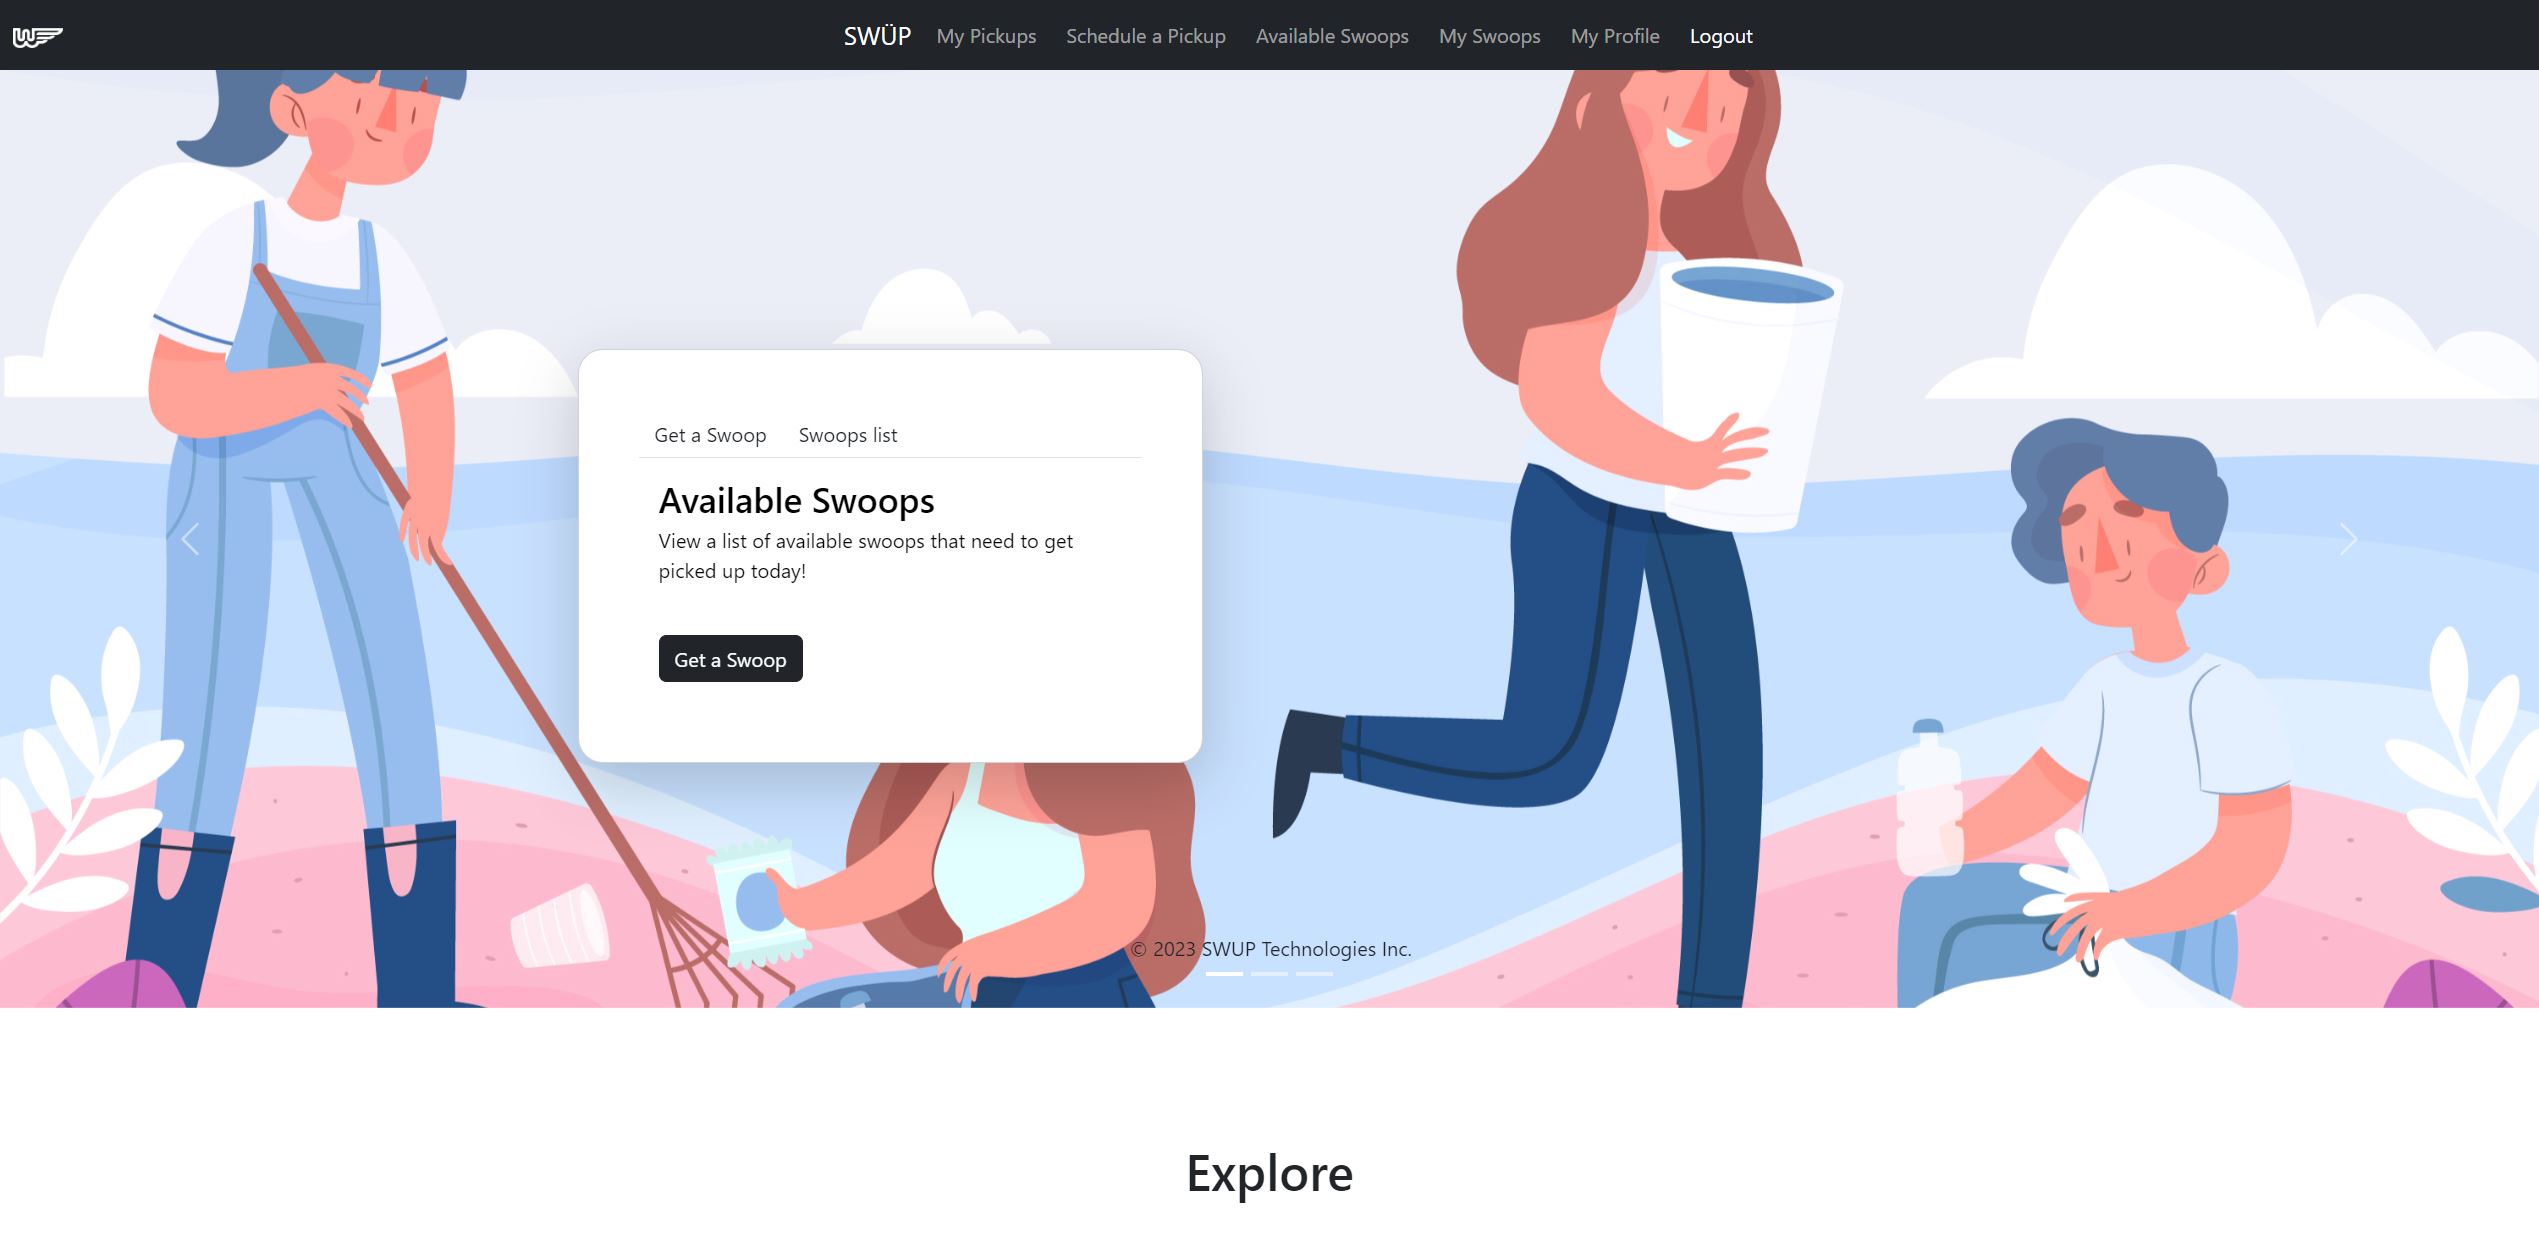 SWÜP My Pickups Schedule a Pickup Available Swoops My Swoops My Profile Logout
Get a Swoop Swoops list
Available Swoops
View a list of available swoops that need to get
picked up today!
Get a Swoop
© 2023 SWUP Technologies Inc.
Explore